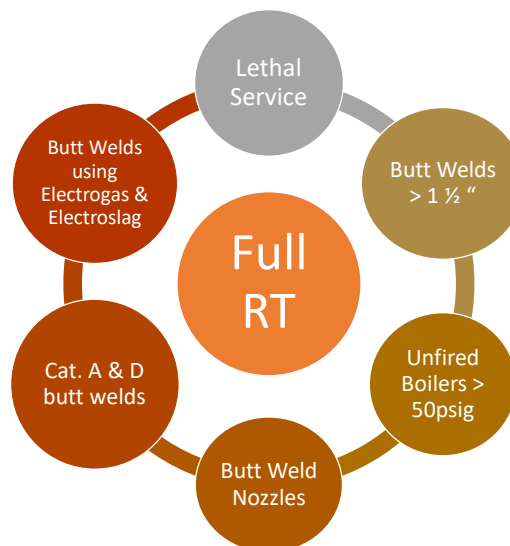 Lethal
Service
Butt Welds
> 1 ½ “
Unfired
Boilers >
50psig
Butt Weld
Nozzles
Cat. A & D
butt welds
Butt Welds
using
Electrogas &
Electroslag
Full
RT